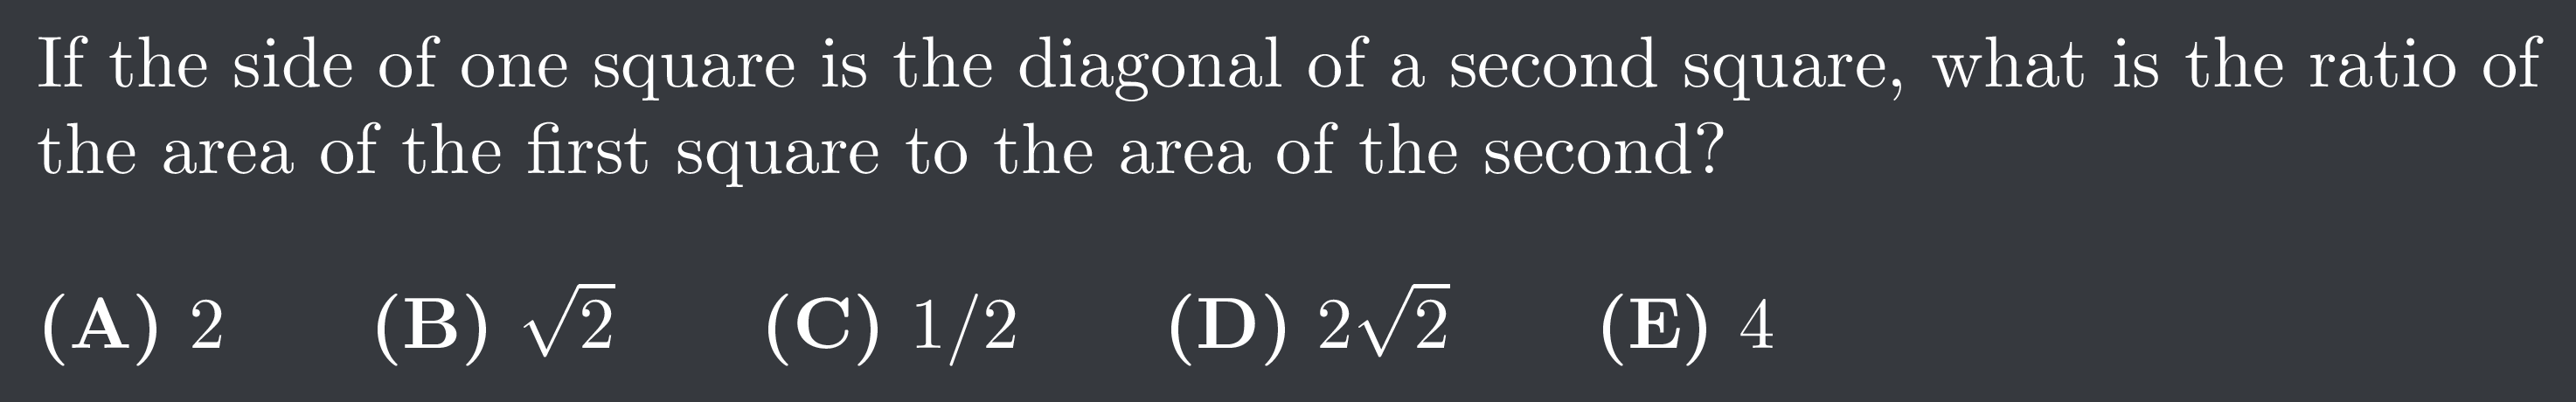 If the side of one square is the diagonal of a second square, what is the ratio of
the area of the first square to the area of the second?
(A) 2 (B) √2 (C) 1/2 (D) 2√2 (E) 4